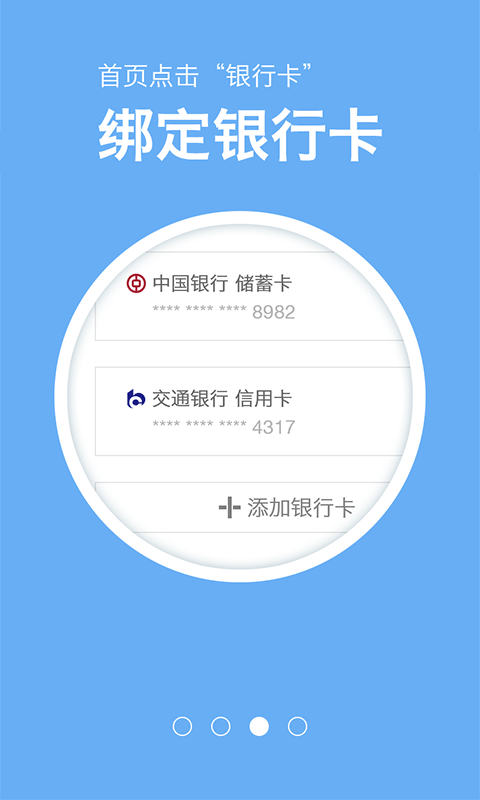 首页点击“银行卡”
绑定银行卡
中国银行 储蓄卡
**** **** **** 8982
交通银行 信用卡
**** **** **** 4317
添加银行卡